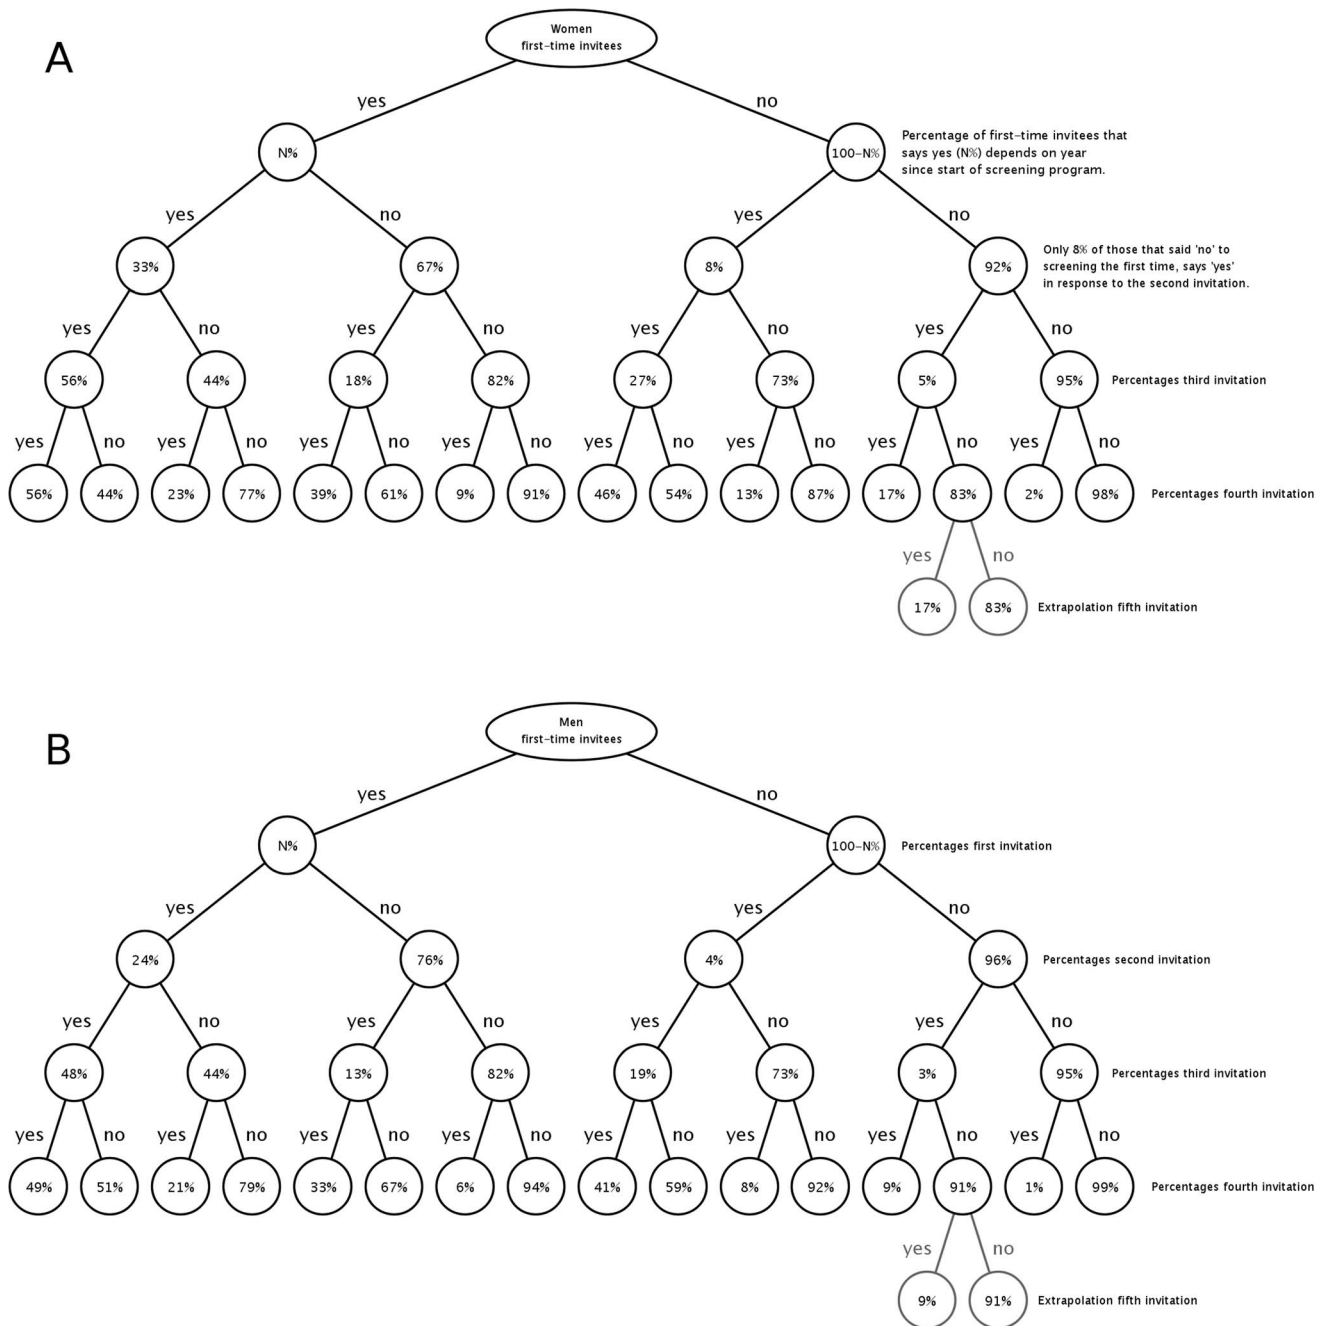 A
Women
first-time invitees
yes
no
N%
100-N%
Percentage of first-time invitees that
says yes (N%) depends on year
since start of screening program.
yes
no
yes
no
33%
67%
8%
92%
Only 8% of those that said 'no' to
screening the first time, says 'yes'
in response to the second invitation.
yes
no
yes
no
yes
no
yes
no
56%
44%
18%
82%
27%
73%
5%
95%
Percentages third invitation
yes
no
yes
no
yes
no
yes
no
yes
no
yes
no
yes
no
yes
no
56%
44%
23%
77%
39%
61%
9%
91%
46%
54%
13%
87%
17%
83%
2%
98%
Percentages fourth invitation
yes
no
17%
83%
Extrapolation fifth invitation
B
Men
first-time invitees
yes
no
N%
100-N%
Percentages first invitation
yes
no
yes
no
24%
76%
4%
96%
Percentages second invitation
yes
no
yes
no
yes
no
yes
no
48%
44%
13%
82%
19%
73%
3%
95%
Percentages third invitation
yes
no
yes
no
yes
no
yes
no
yes
no
yes
no
yes
no
yes
no
49%
51%
21%
79%
33%
67%
6%
94%
41%
59%
8%
92%
9%
91%
1%
99%
Percentages fourth invitation
yes
no
9%
91%
Extrapolation fifth invitation